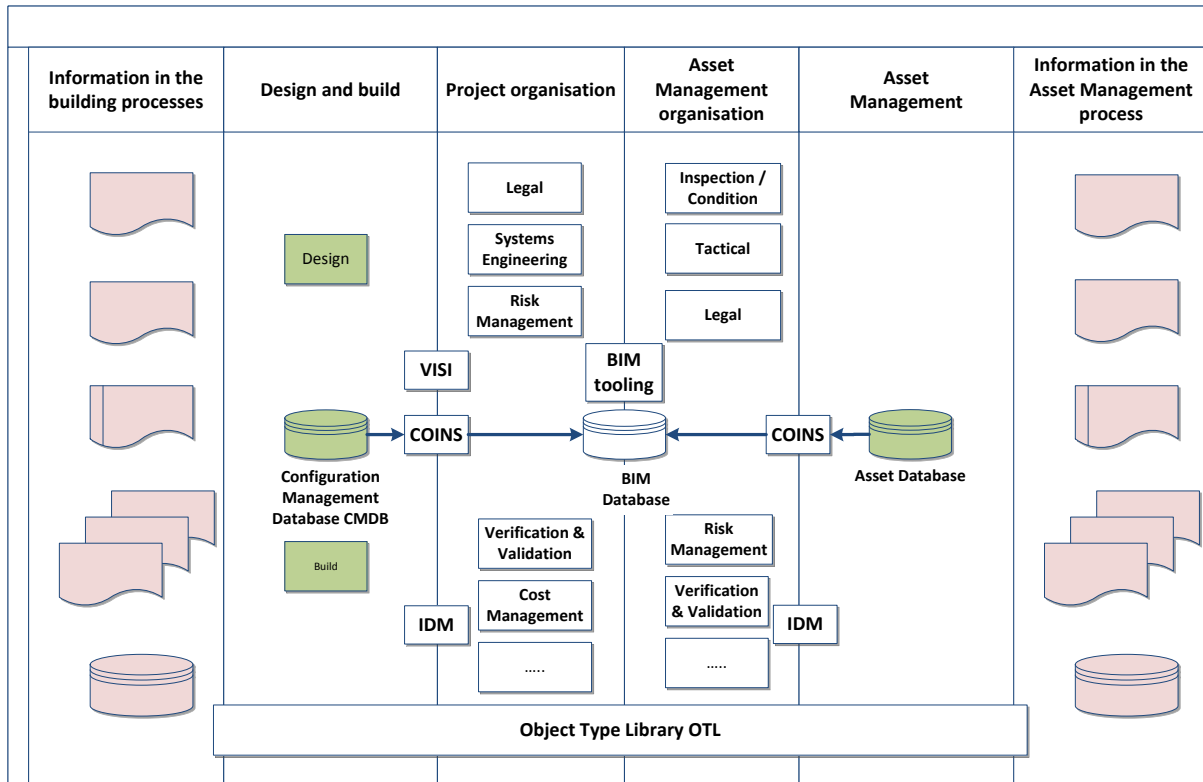 Information in the
building processes
Design and build
Project organisation
Asset
Management
organisation
Asset
Management
Information in the
Asset Management
process
Legal
Systems
Engineering
Risk
Management
Inspection /
Condition
Tactical
Legal
Design
VISI
BIM
tooling
COINS
COINS
Configuration
Management
Database CMDB
BIM
Database
Asset Database
Build
Verification &
Validation
Cost
Management
.....
Risk
Management
Verification
& Validation
.....
IDM
IDM
Object Type Library OTL